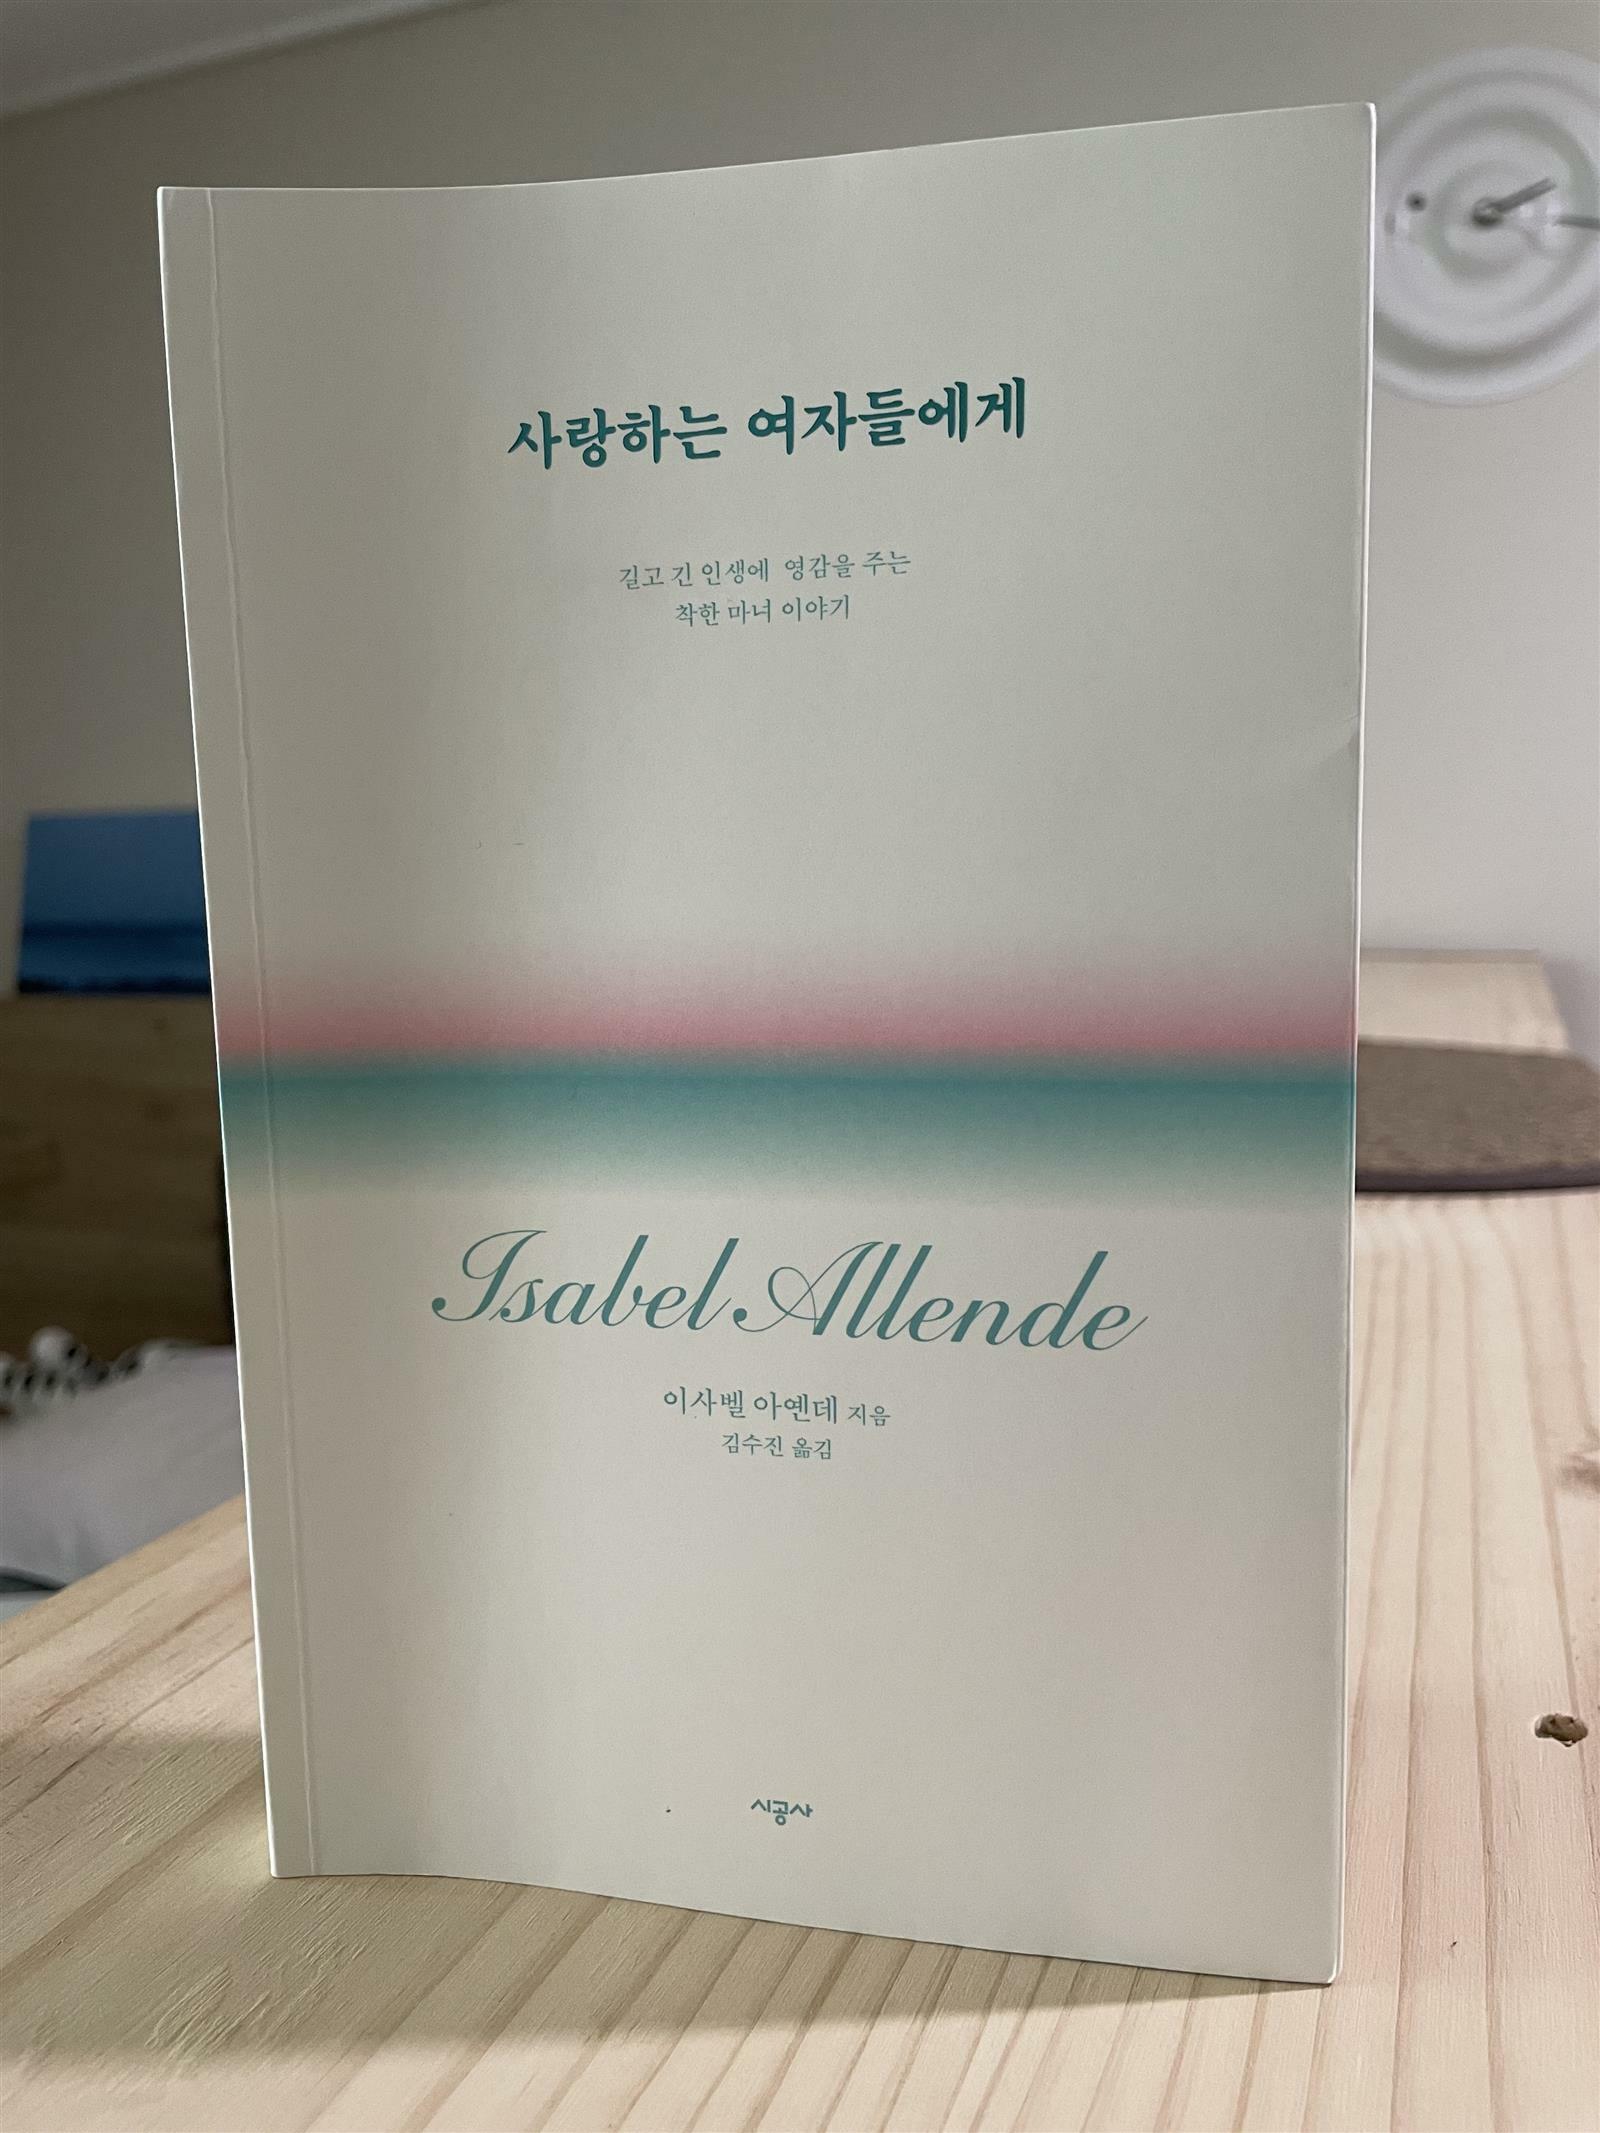 사랑하는 여자들에게
길고 긴 인생에 영감을 주는
착한 마녀 이야기
Isabel Allende
이사벨 아옌데 지음
김수진 옮김
시공사